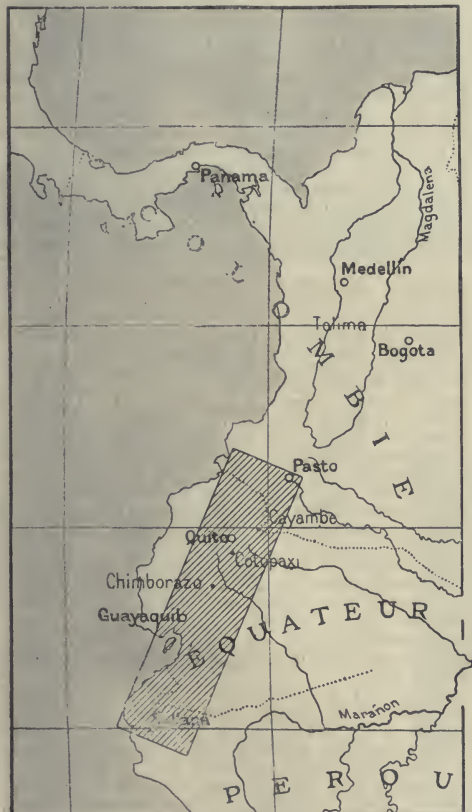 Panama
Magdalena
Medellin
COLOMBIE
Tolima
Bogota
Pasto
Cayambe
Quito
Cotopaxi
Chimborazo
Guayaquil
EQUATEUR
Marañon
PEROU